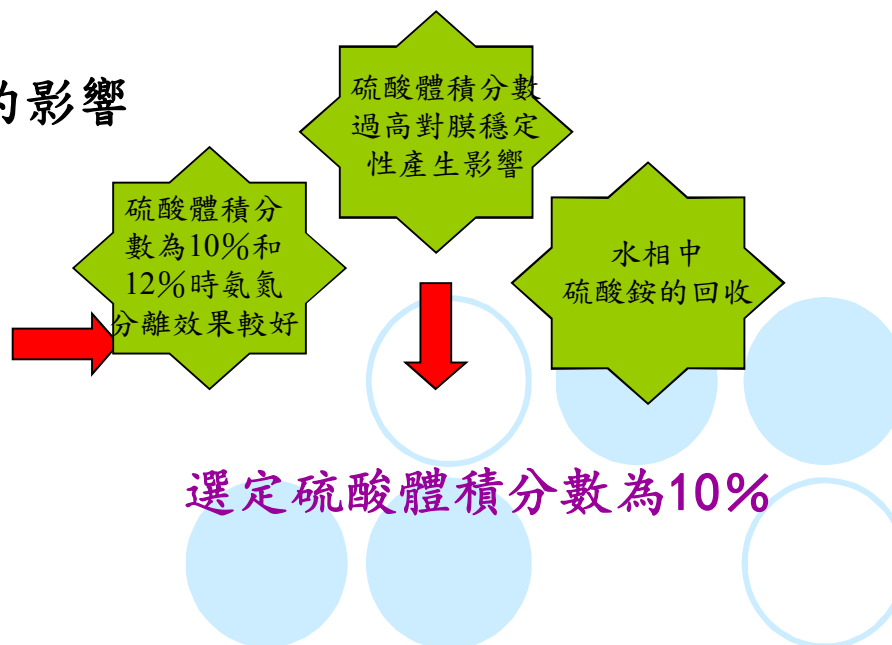 的影響
硫酸體積分數
過高對膜穩定
性產生影響
硫酸體積分
數為10%和
12%時氨氮
分離效果較好
水相中
硫酸銨的回收
選定硫酸體積分數為10%